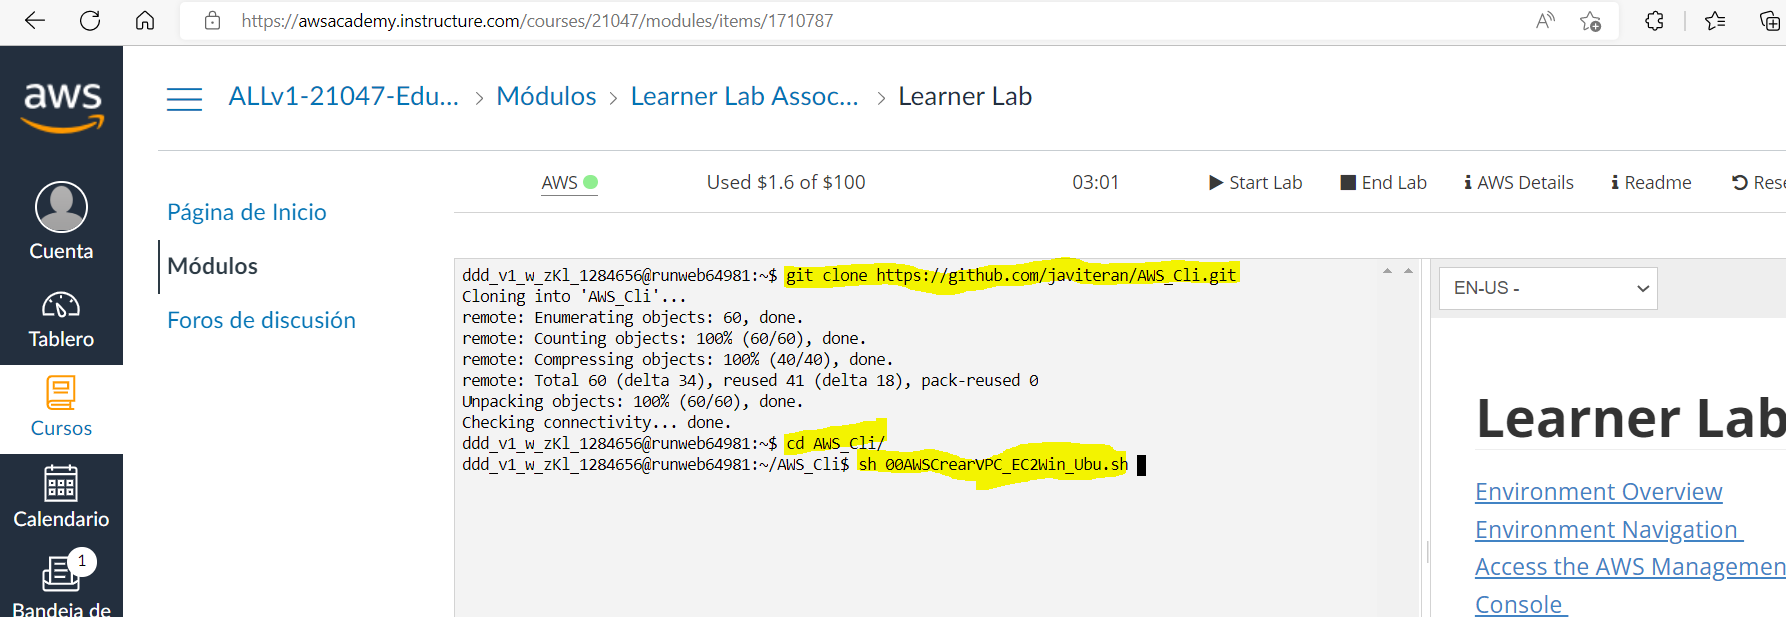 https://awsacademy.instructure.com/courses/21047/modules/items/1710787
aws
Cuenta
Tablero
Cursos
Calendario
1
Bandeja de
ALLv1-21047-Edu... > Módulos > Learner Lab Assoc... > Learner Lab
Página de Inicio
Módulos
Foros de discusión
AWS Used $1.6 of $100 03:01 Start Lab End Lab AWS Details Readme Rese
ddd_v1_w_zKl_1284656@runweb64981:~$ git clone https://github.com/javiteran/AWS_Cli.git
Cloning into 'AWS_Cli'...
remote: Enumerating objects: 60, done.
remote: Counting objects: 100% (60/60), done.
remote: Compressing objects: 100% (40/40), done.
remote: Total 60 (delta 34), reused 41 (delta 18), pack-reused 0
Unpacking objects: 100% (60/60), done.
Checking connectivity... done.
ddd_v1_w_zKl_1284656@runweb64981:~$ cd AWS_Cli/
ddd_v1_w_zKl_1284656@runweb64981:~/AWS_Cli$ sh 00AWSCrearVPC_EC2Win_Ubu.sh
EN-US -
Learner Lab
Environment Overview
Environment Navigation
Access the AWS Managemen
Console